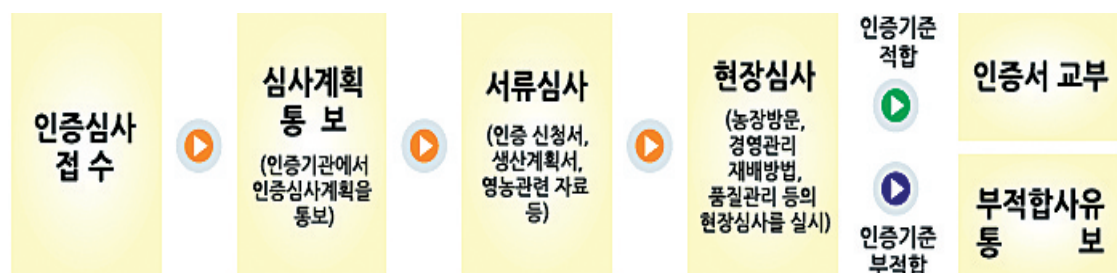 인증심사
접 수
심사계획
통 보
(인증기관에서
인증심사계획을
통보)
서류심사
(인증 신청서,
생산계획서,
영농관련 자료
등)
현장심사
(농장방문,
경영관리
재배방법,
품질관리 등의
현장심사를 실시)
인증기준
적합
인증서 교부
인증기준
부적합
부적합사유
통 보